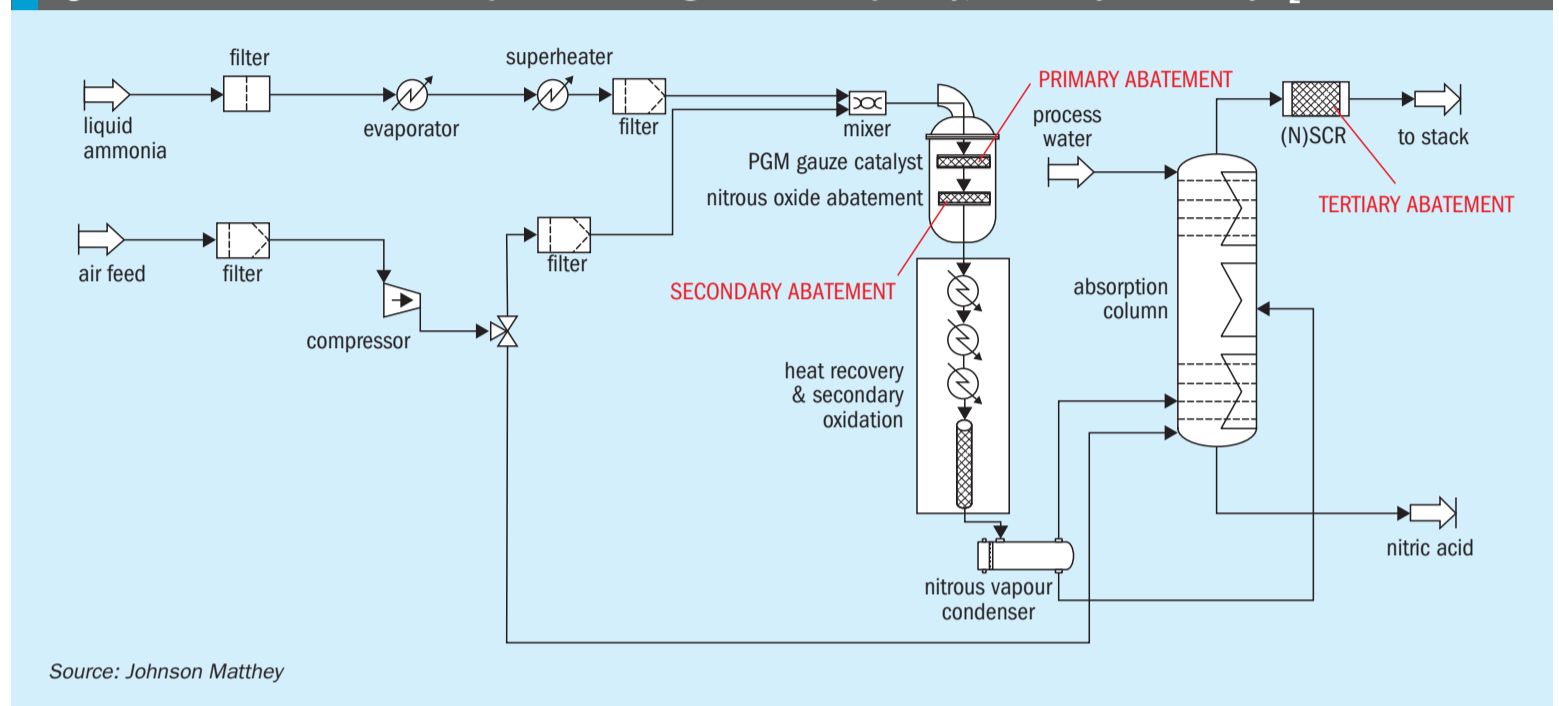 filter
superheater
PRIMARY ABATEMENT
liquid
ammonia
evaporator
filter
mixer
process
water
(N)SCR
to stack
PGM gauze catalyst
nitrous oxide abatement
TERTIARY ABATEMENT
air feed
filter
filter
SECONDARY ABATEMENT
absorption
column
compressor
heat recovery
& secondary
oxidation
nitric acid
nitrous vapour
condenser
Source: Johnson Matthey